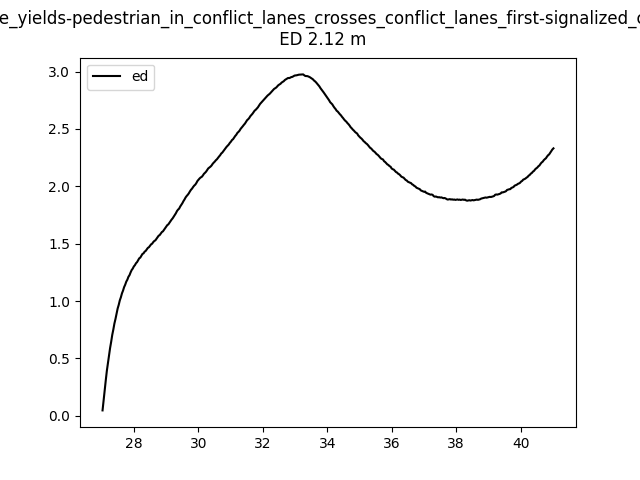 e_yields-pedestrian_in_conflict_lanes_crosses_conflict_lanes_first-signalized_c
ED 2.12 m
ed
3.0
2.5
2.0
1.5
1.0
0.5
0.0
28 30 32 34 36 38 40